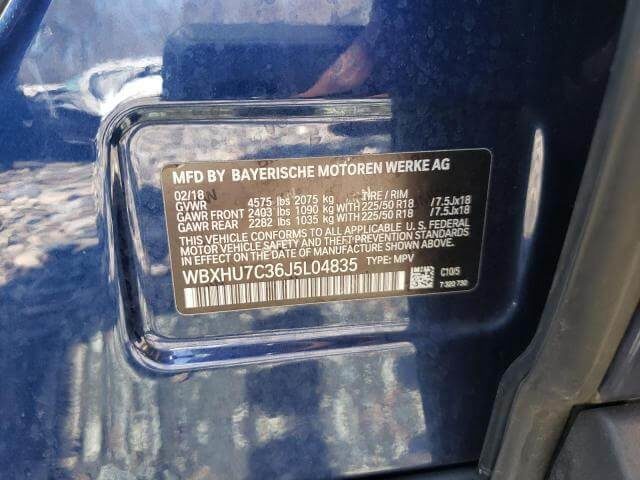 MFD BY BAYERISCHE MOTOREN WERKE AG
02/18
GVWR 4575 lbs 2075 kg TIRE / RIM
GAWR FRONT 2403 lbs 1090 kg WITH 225/50 R18 /7.5Jx18
GAWR REAR 2282 lbs 1035 kg WITH 225/50 R18 /7.5Jx18
THIS VEHICLE CONFORMS TO ALL APPLICABLE U. S. FEDERAL
MOTOR VEHICLE SAFETY, BUMPER, AND THEFT PREVENTION STANDARDS
IN EFFECT ON THE DATE OF MANUFACTURE SHOWN ABOVE.
WBXHU7C36J5L04835 TYPE: MPV
C10/5
7 320 732